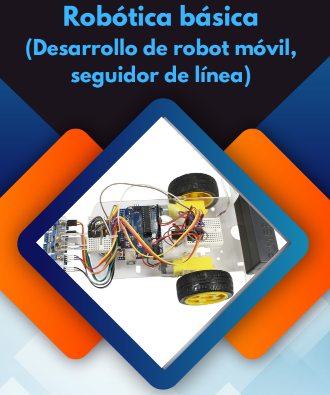 Robótica básica
(Desarrollo de robot móvil,
seguidor de línea)